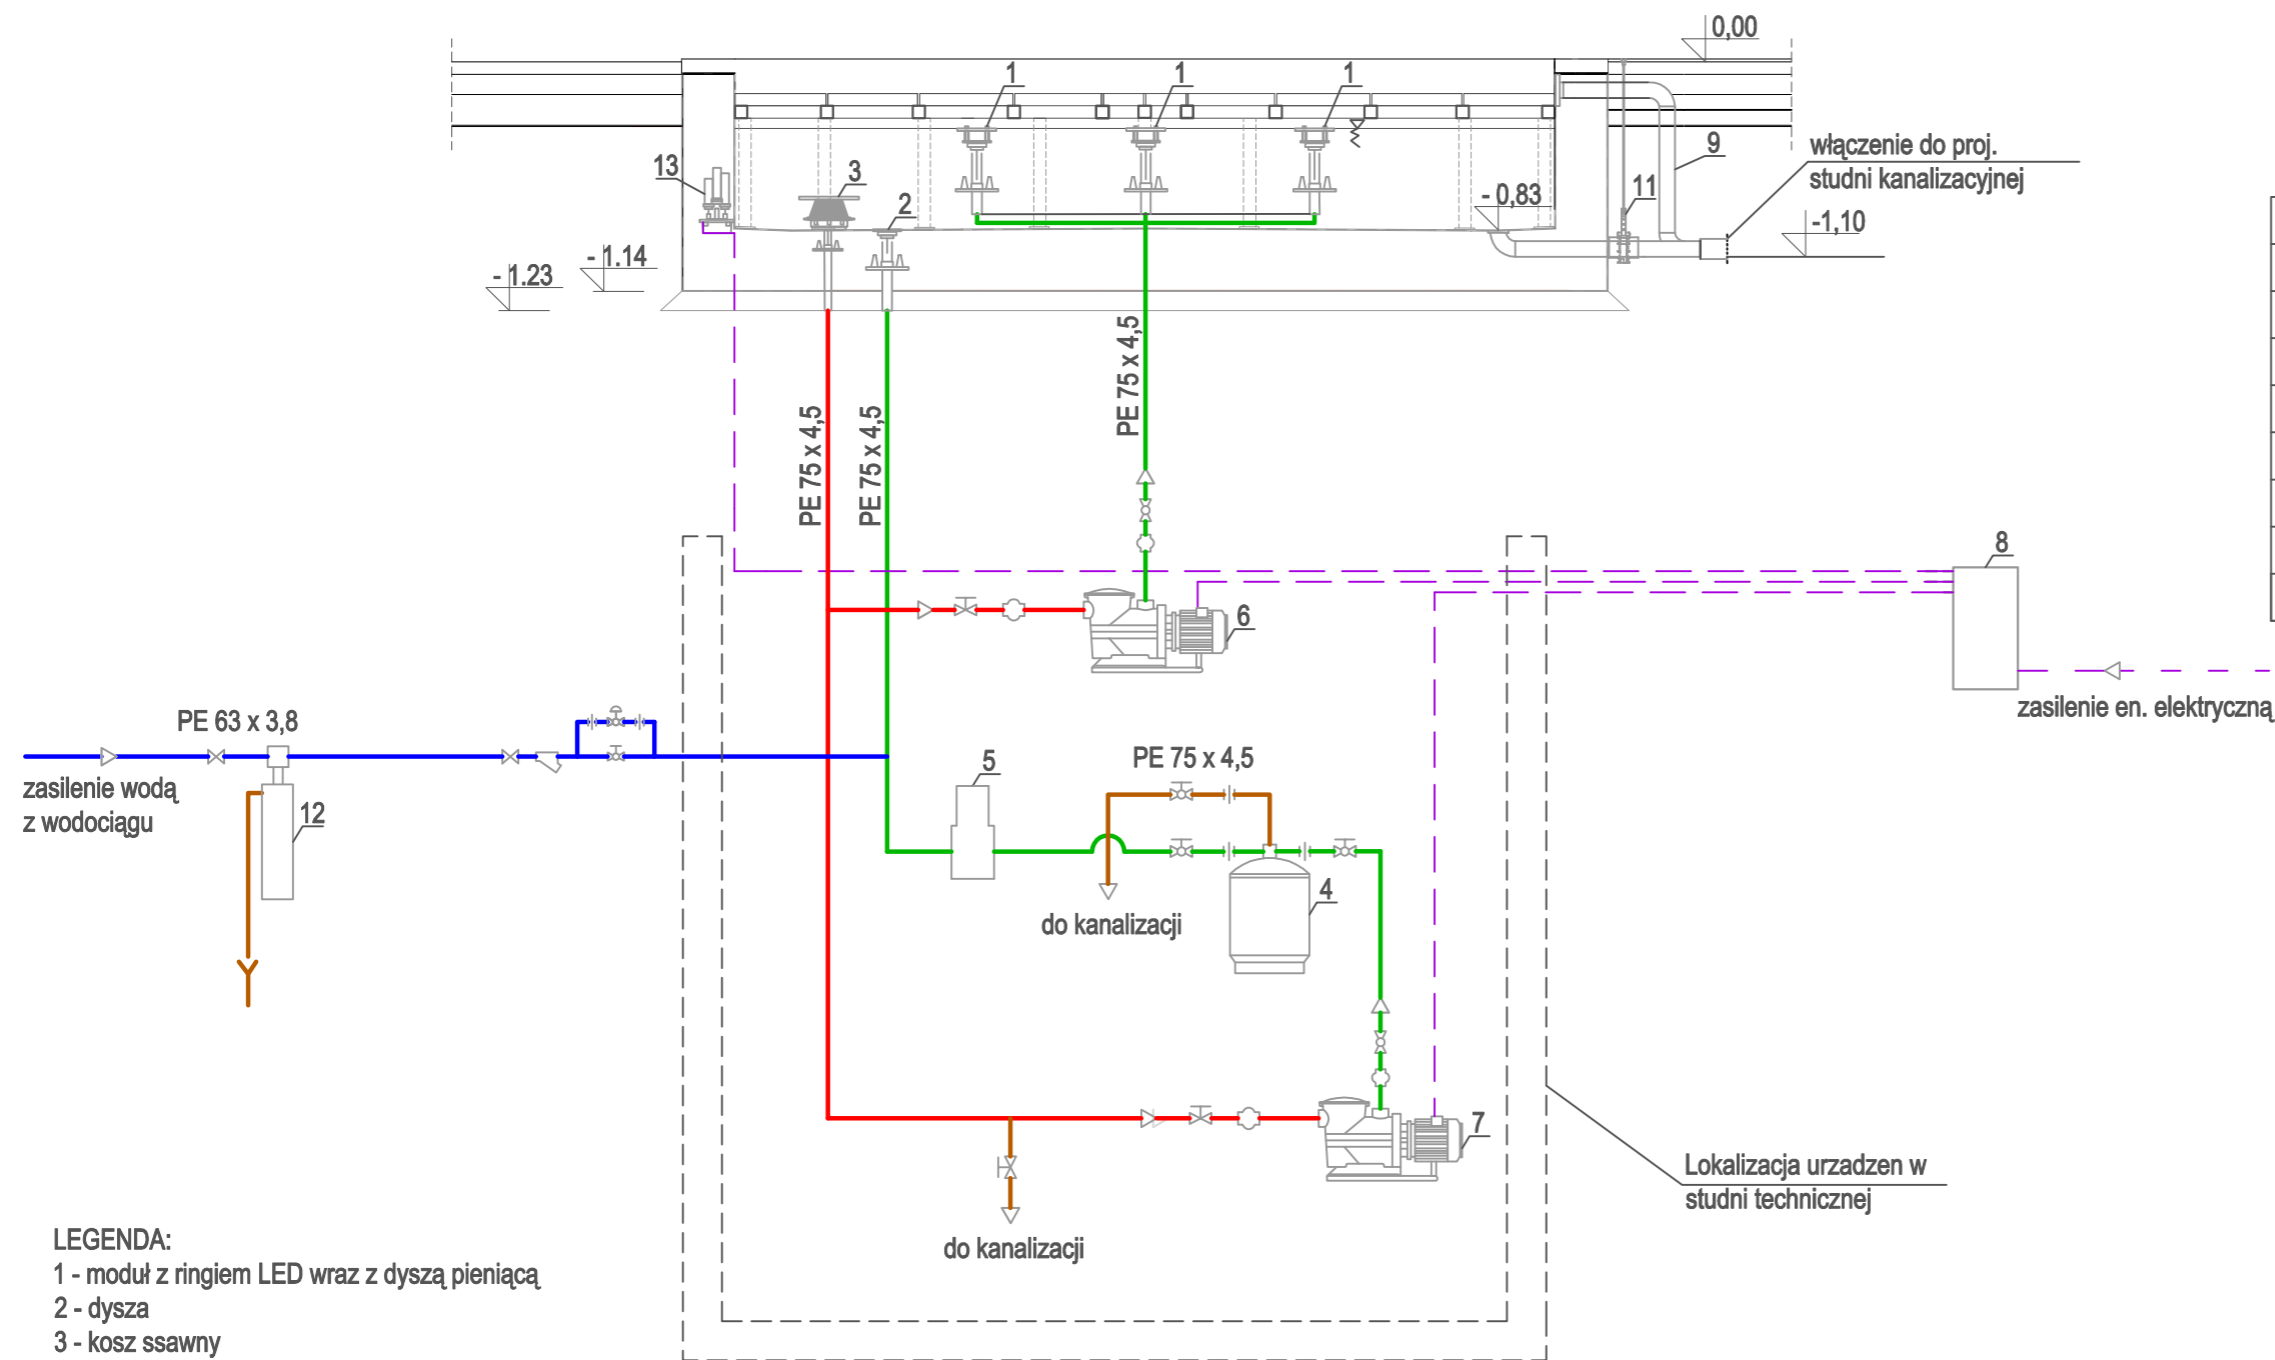 0,00
1
1
1
9
włączenie do proj.
studni kanalizacyjnej
13
3
11
2
- 0,83
-1,10
- 1.14
- 1.23
PE 75 x 4,5
PE 75 x 4,5
PE 75 x 4,5
8
6
zasilenie en. elektryczną
PE 63 x 3,8
zasilenie wodą
z wodociągu
12
5
PE 75 x 4,5
4
do kanalizacji
7
Lokalizacja urzadzen w
studni technicznej
do kanalizacji
LEGENDA:
1 - moduł z ringiem LED wraz z dyszą pieniącą
2 - dysza
3 - kosz ssawny